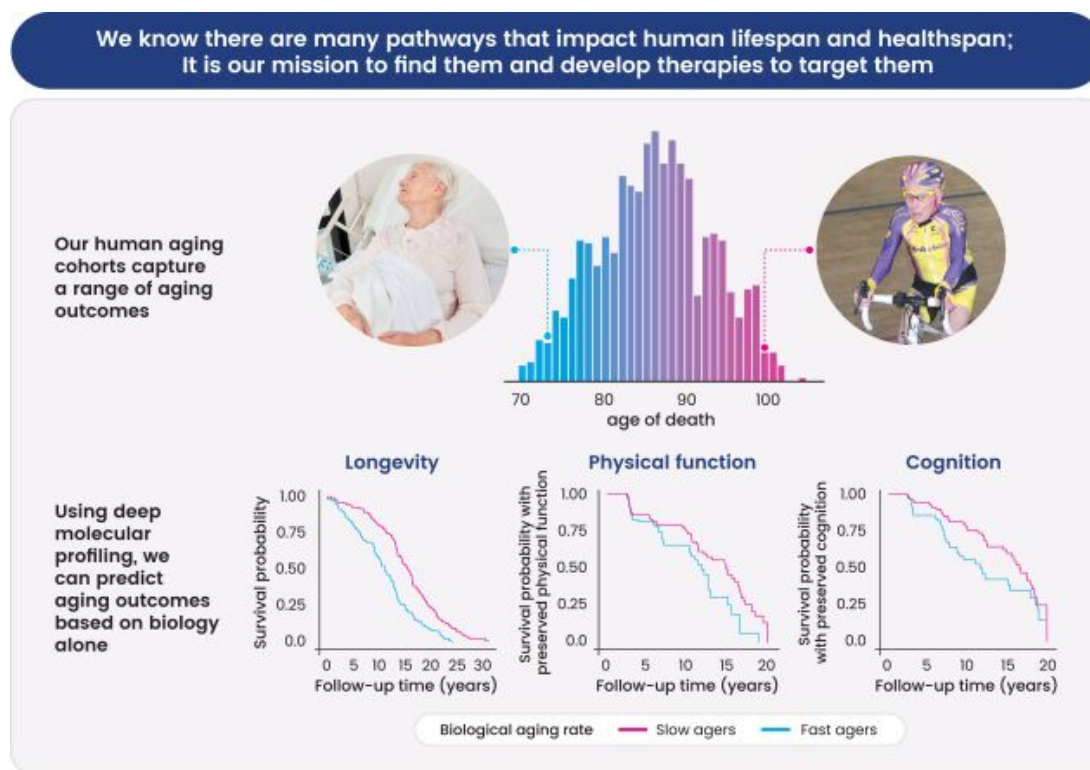 We know there are many pathways that impact human lifespan and healthspan;
It is our mission to find them and develop therapies to target them
Our human aging
cohorts capture
a range of aging
outcomes
70 80 90 100
age of death
Using deep
molecular
profiling, we
can predict
aging outcomes
based on biology
alone
Longevity
Survival probability
1.00
0.75
0.50
0.25
0.0
0 5 10 15 20 25 30
Follow-up time (years)
Physical function
Survival probability with
preserved physical function
1.00
0.75
0.50
0.25
0.0
0 5 10 15 20
Follow-up time (years)
Cognition
Survival probability
with preserved cognition
1.00
0.75
0.50
0.25
0.0
0 5 10 15 20
Follow-up time (years)
Biological aging rate Slow agers Fast agers